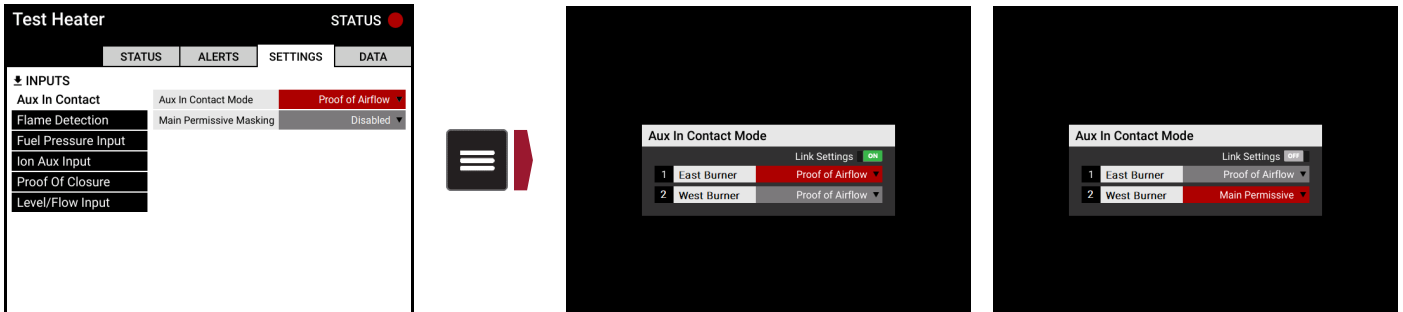 Test Heater STATUS
STATUS ALERTS SETTINGS DATA
INPUTS
Aux In Contact Aux In Contact Mode Proof of Airflow
Flame Detection Main Permissive Masking Disabled
Fuel Pressure Input
Ion Aux Input
Proof Of Closure
Level/Flow Input
Aux In Contact Mode
Link Settings ON
1 East Burner Proof of Airflow
2 West Burner Proof of Airflow
Aux In Contact Mode
Link Settings OFF
1 East Burner Proof of Airflow
2 West Burner Main Permissive